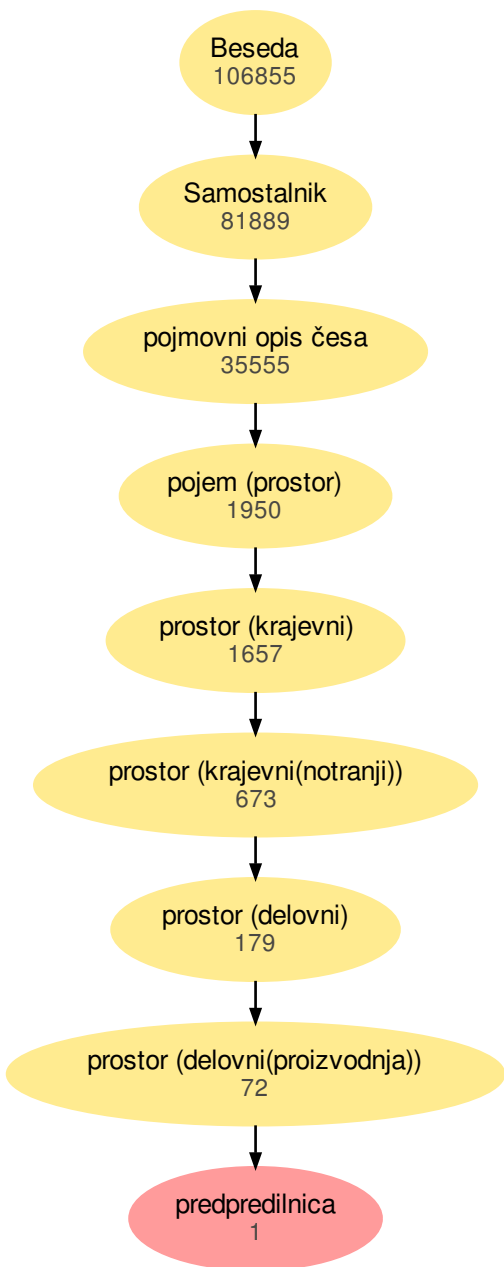 Beseda
106855
Samostalnik
81889
pojmovni opis česa
35555
pojem (prostor)
1950
prostor (krajevni)
1657
prostor (krajevni(notranji))
673
prostor (delovni)
179
prostor (delovni(proizvodnja))
72
predpredilnica
1